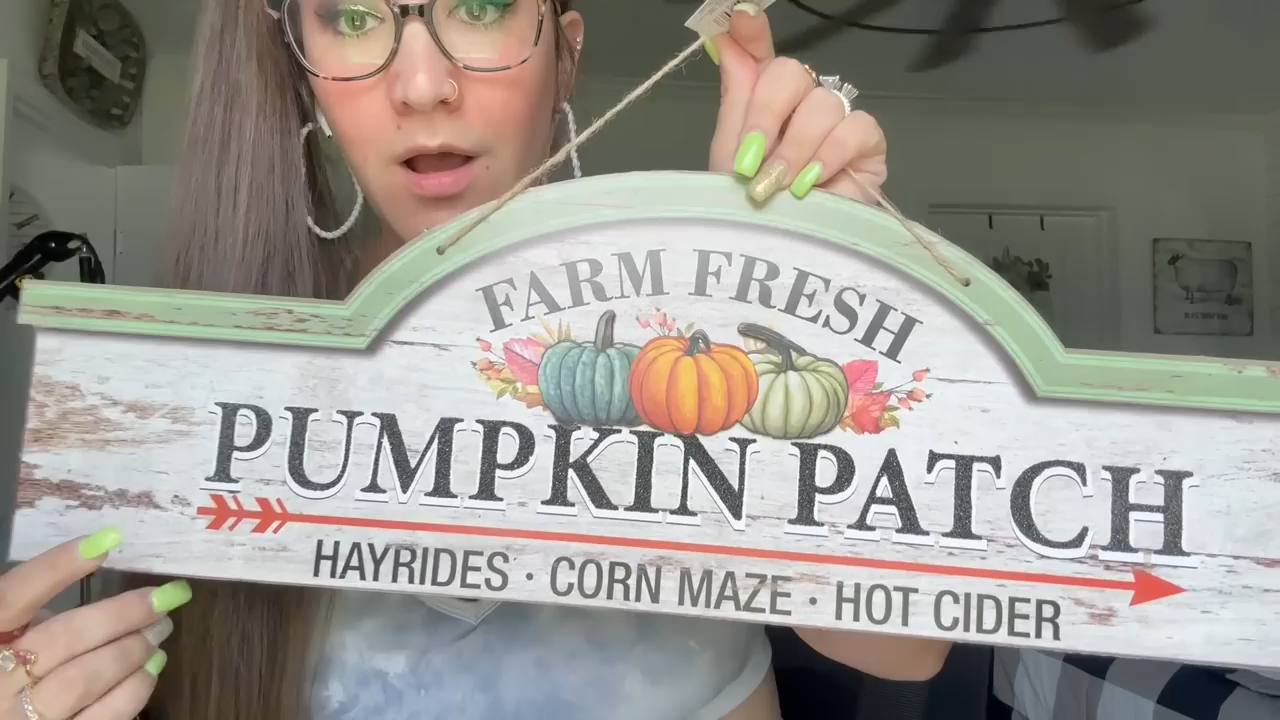 FARM FRESH
PUMPKIN PATCH
HAYRIDES · CORN MAZE · HOT CIDER